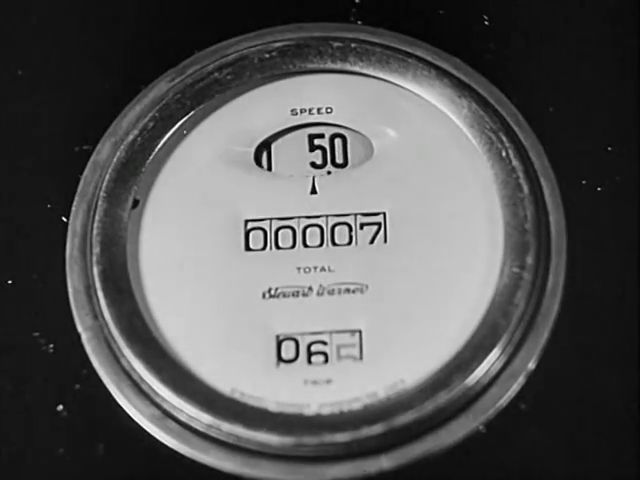 SPEED
50
00007
TOTAL
Stewart Warner
06
TRIP